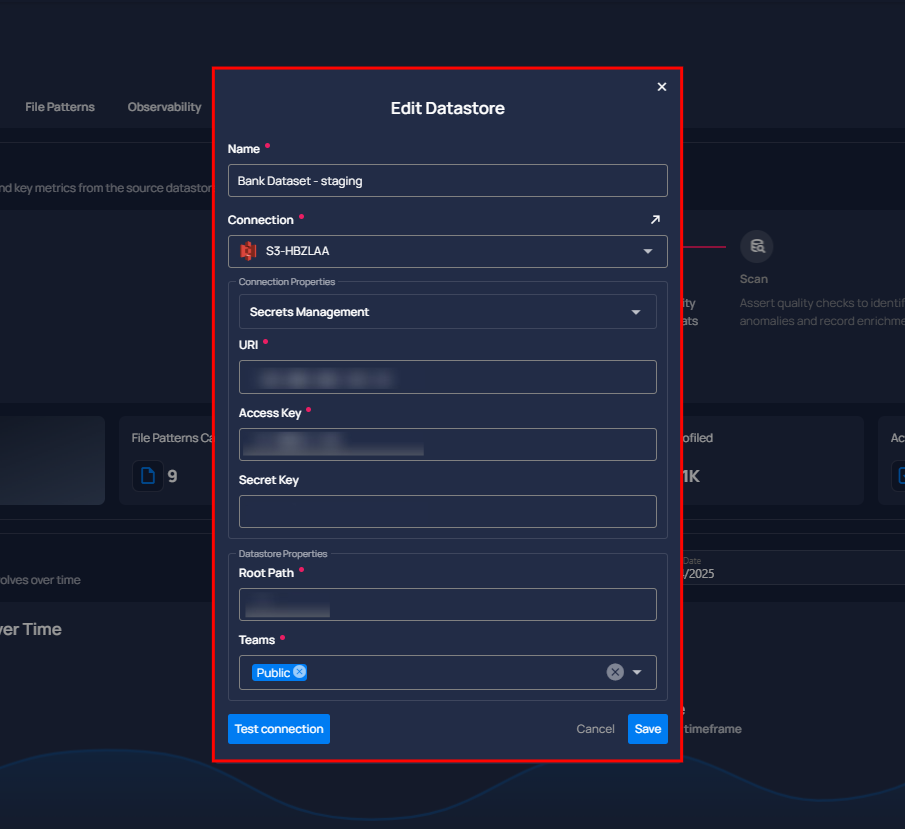 File Patterns
Observability
nd key metrics from the source datastor
Edit Datastore
Name
Bank Dataset - staging
Connection
S3-HBZLAA
Connection Properties
Secrets Management
URI
Access Key
Secret Key
Datastore Properties
Root Path
Teams
Public
Test connection
Cancel
Save
Scan
Assert quality checks to identif
anomalies and record enrichme
ity
ats
File Patterns Ca
9
ofiled
1K
Ac
olves over time
Date
/2025
ver Time
timeframe